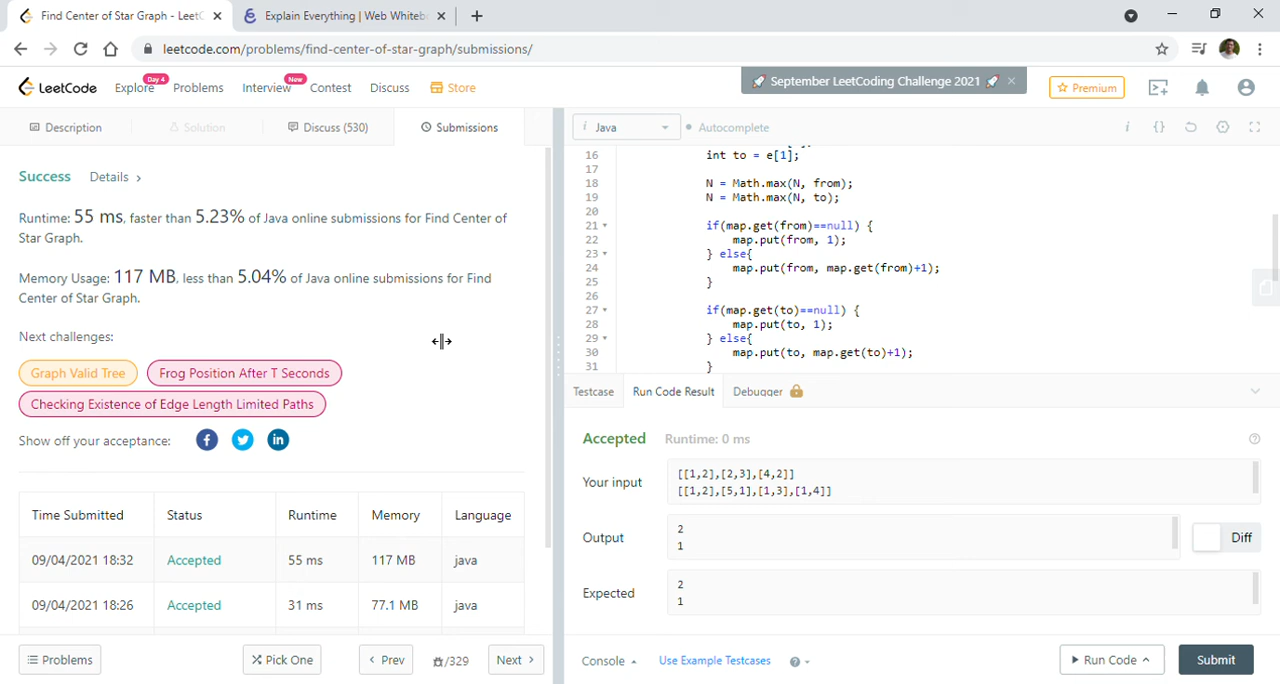 Find Center of Star Graph - LeetC
Explain Everything | Web Whiteb
leetcode.com/problems/find-center-of-star-graph/submissions/
LeetCode
Explore
Day 4
Problems
Interview
New
Contest
Discuss
Store
🚀 September LeetCoding Challenge 2021 🚀
Premium
Description
Solution
Discuss (530)
Submissions
Success
Details
Runtime: 55 ms, faster than 5.23% of Java online submissions for Find Center of
Star Graph.
Memory Usage: 117 MB, less than 5.04% of Java online submissions for Find
Center of Star Graph.
Next challenges:
Graph Valid Tree
Frog Position After T Seconds
Checking Existence of Edge Length Limited Paths
Show off your acceptance:
Time Submitted Status Runtime Memory Language
09/04/2021 18:32 Accepted 55 ms 117 MB java
09/04/2021 18:26 Accepted 31 ms 77.1 MB java
Problems
Pick One
Prev
/329
Next
i Java
Autocomplete
16 int to = e[1];
17
18 N = Math.max(N, from);
19 N = Math.max(N, to);
20
21 if(map.get(from)==null) {
22 map.put(from, 1);
23 } else{
24 map.put(from, map.get(from)+1);
25 }
26
27 if(map.get(to)==null) {
28 map.put(to, 1);
29 } else{
30 map.put(to, map.get(to)+1);
31 }
Testcase
Run Code Result
Debugger
Accepted
Runtime: 0 ms
Your input
[[1,2],[2,3],[4,2]]
[[1,2],[5,1],[1,3],[1,4]]
Output
2
1
Diff
Expected
2
1
Console
Use Example Testcases
Run Code
Submit